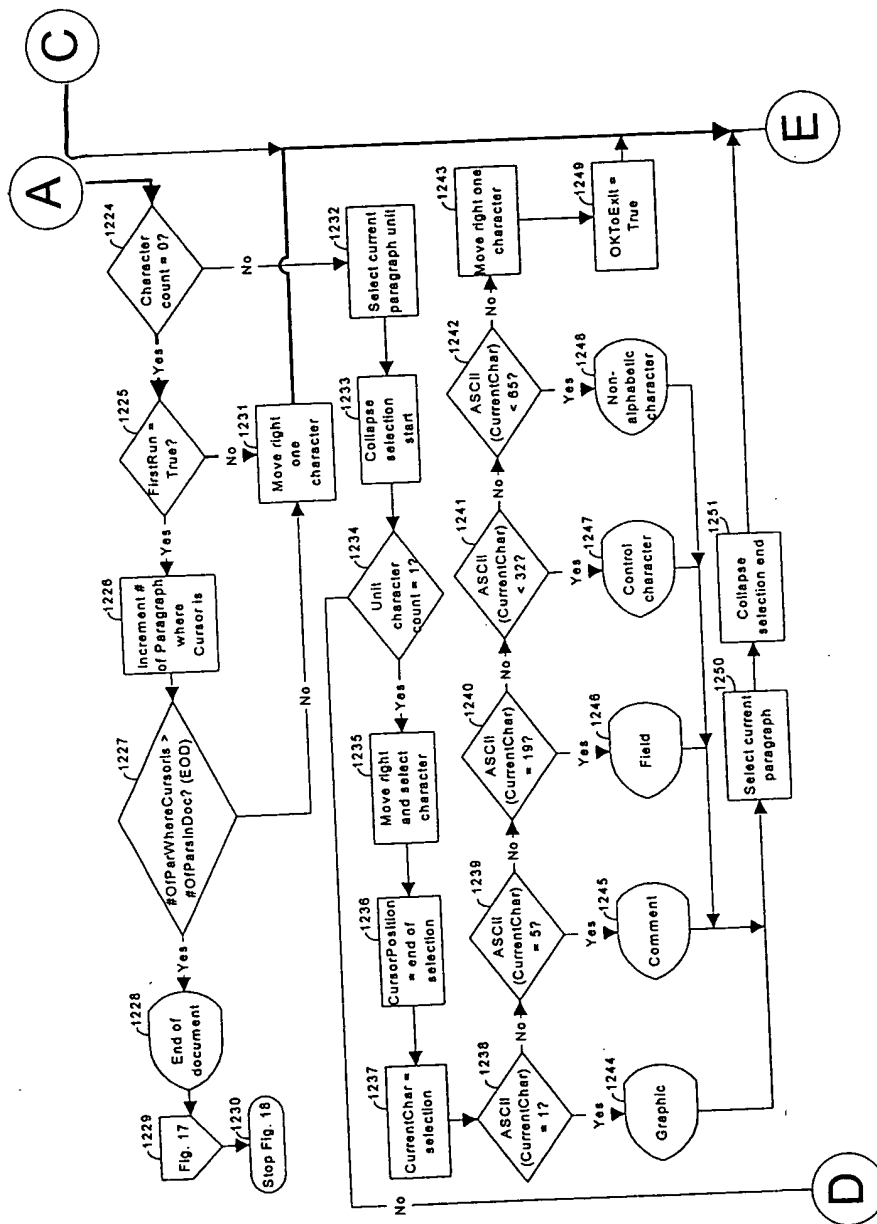 A
C
1224
Character
count = 0?
Yes
No
1225
FirstRun =
True?
Yes
No
1226
Increment #
of Paragraph
where
Cursor is
1227
#OfParWhereCursorIs >
#OfParsInDoc? (EOD)
Yes
No
1228
End of
document
1229
Fig. 17
1230
Stop Fig. 18
1231
Move right
one
character
1232
Select current
paragraph unit
1233
Collapse
selection
start
1234
Unit
character
count = 1?
Yes
No
1235
Move right
and select
character
1236
CursorPosition
= end of
selection
1237
CurrentChar =
selection
1238
ASCII
(CurrentChar)
= 1?
No
Yes
1239
ASCII
(CurrentChar)
= 5?
No
Yes
1240
ASCII
(CurrentChar)
= 19?
No
Yes
1241
ASCII
(CurrentChar)
< 32?
No
Yes
1242
ASCII
(CurrentChar)
< 65?
No
Yes
1243
Move right one
character
1244
Graphic
1245
Comment
1246
Field
1247
Control
character
1248
Non-
alphabetic
character
1249
OKToExit =
True
1250
Select current
paragraph
1251
Collapse
selection end
D
E